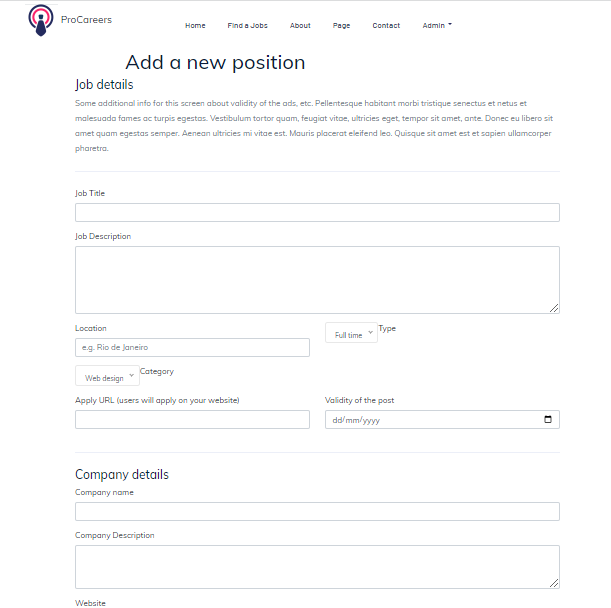 ProCareers
Home Find a Jobs About Page Contact Admin
Add a new position
Job details
Some additional info for this screen about validity of the ads, etc. Pellentesque habitant morbi tristique senectus et netus et
malesuada fames ac turpis egestas. Vestibulum tortor quam, feugiat vitae, ultricies eget, tempor sit amet, ante. Donec eu libero sit
amet quam egestas semper. Aenean ultricies mi vitae est. Mauris placerat eleifend leo. Quisque sit amet est et sapien ullamcorper
pharetra.
Job Title
Job Description
Location
Full time Type
e.g. Rio de Janeiro
Web design Category
Apply URL (users will apply on your website) Validity of the post
dd/mm/yyyy
Company details
Company name
Company Description
Website